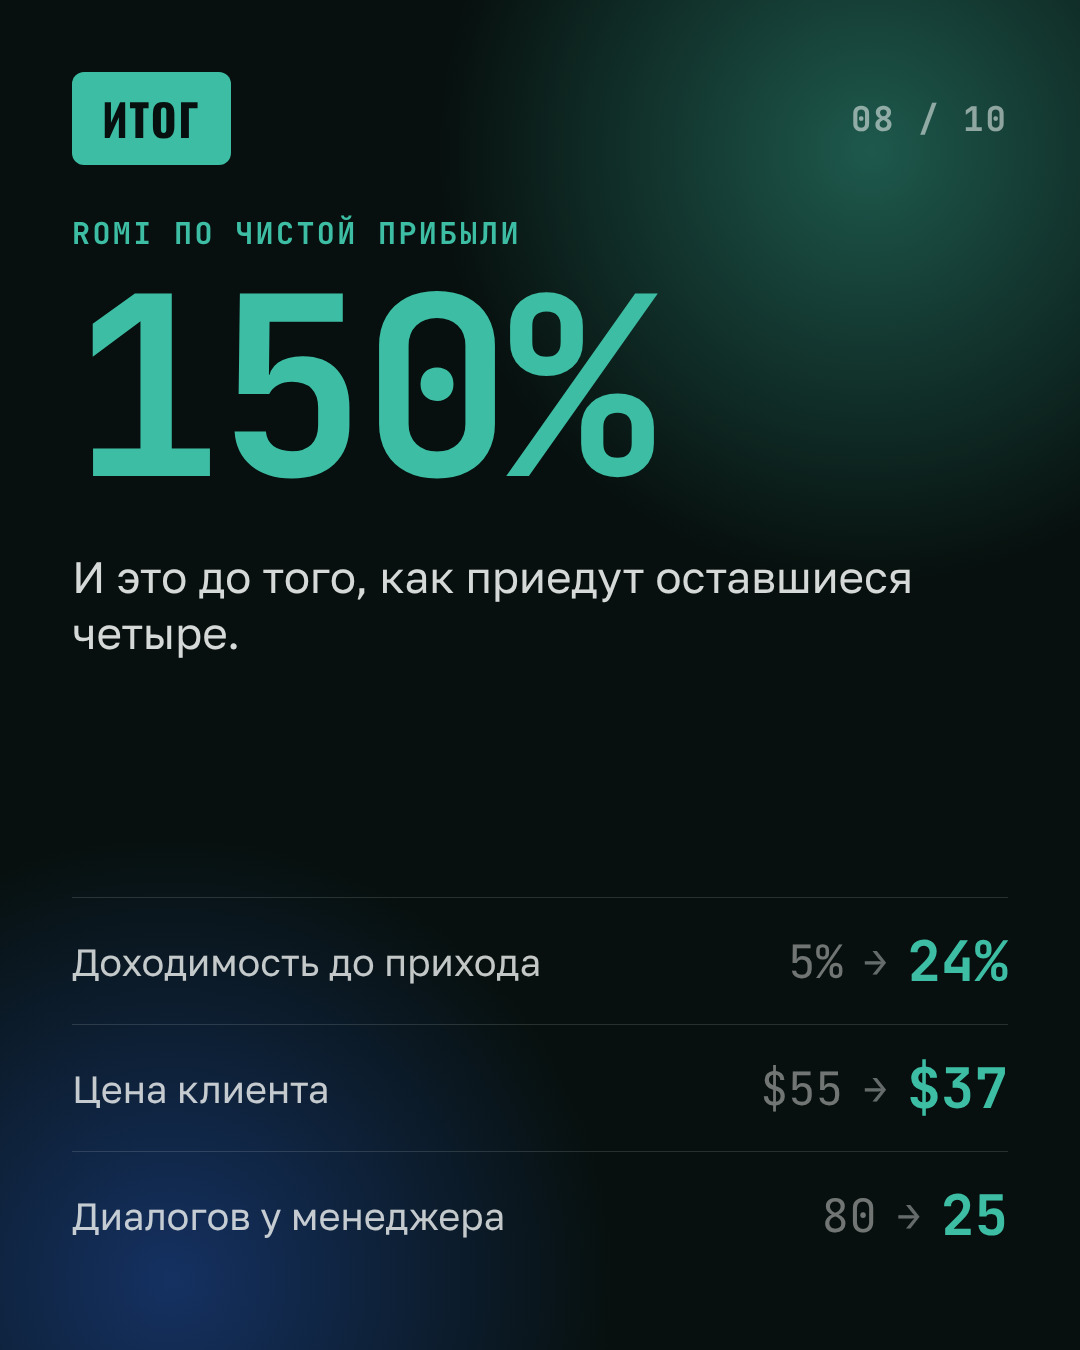 ИТОГ
08 / 10
ROMI ПО ЧИСТОЙ ПРИБЫЛИ
150%
И это до того, как приедут оставшиеся
четыре.
Доходимость до прихода 5% → 24%
Цена клиента $55 → $37
Диалогов у менеджера 80 → 25